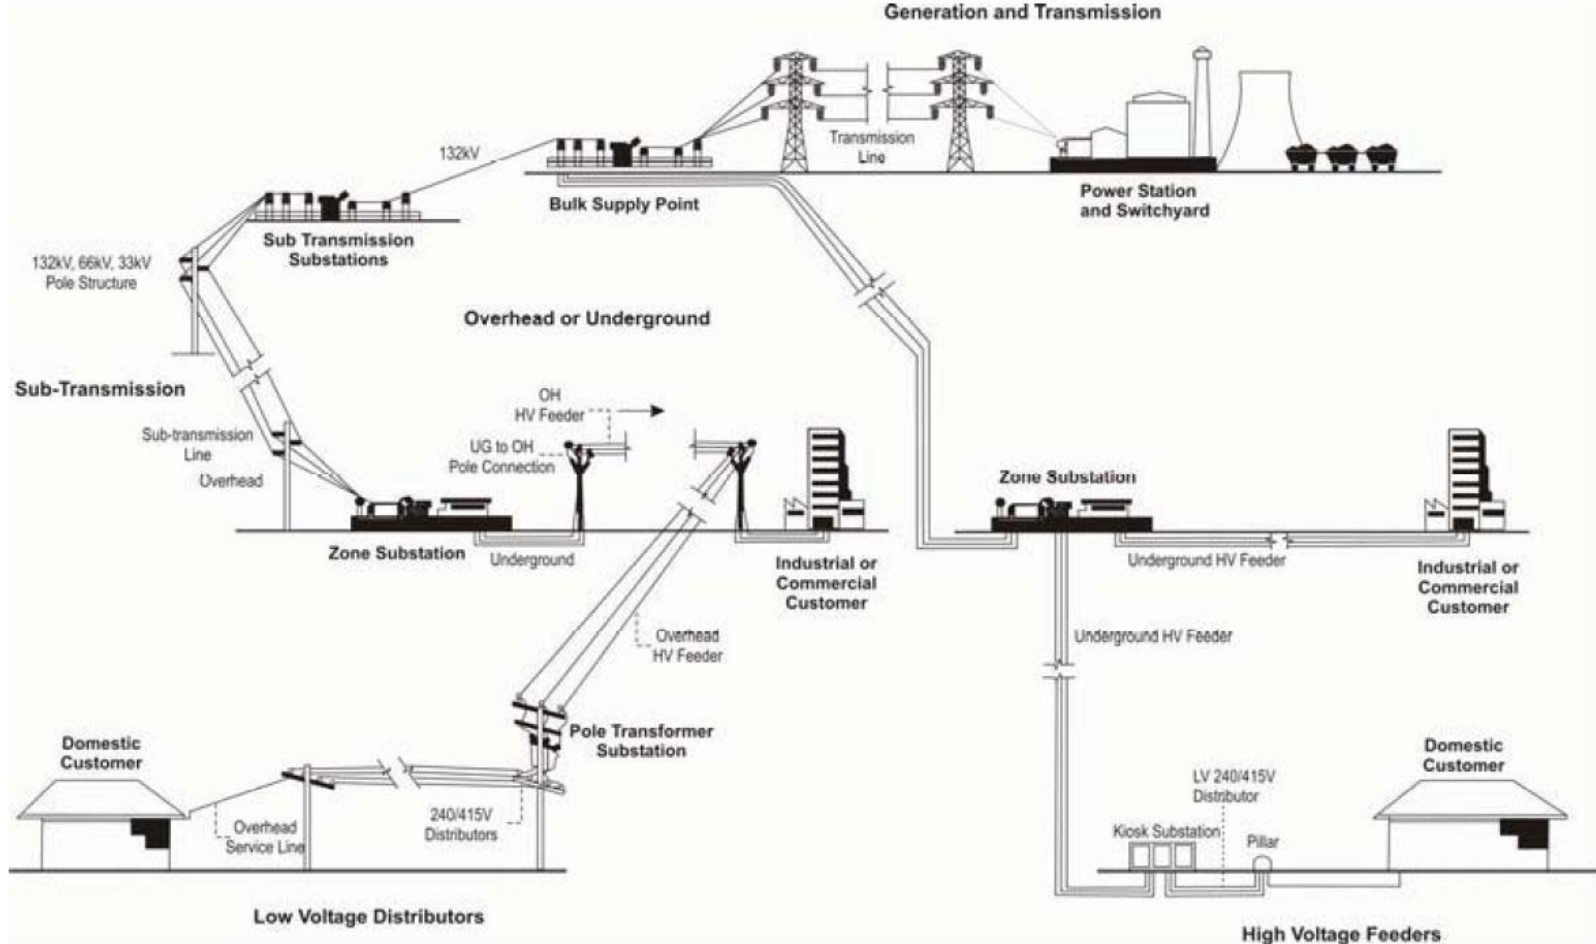 Generation and Transmission
132kV
Transmission
Line
Bulk Supply Point
Power Station
and Switchyard
Sub Transmission
Substations
132kV, 66kV, 33kV
Pole Structure
Overhead or Underground
Sub-Transmission
OH
HV Feeder
UG to OH
Pole Connection
Sub-transmission
Line
Overhead
Zone Substation
Underground
Industrial or
Commercial
Customer
Zone Substation
Underground HV Feeder
Industrial or
Commercial
Customer
Underground HV Feeder
Overhead
HV Feeder
Pole Transformer
Substation
Domestic
Customer
Overhead
Service Line
240/415V
Distributors
Low Voltage Distributors
Domestic
Customer
LV 240/415V
Distributor
Kiosk Substation
Pillar
High Voltage Feeders